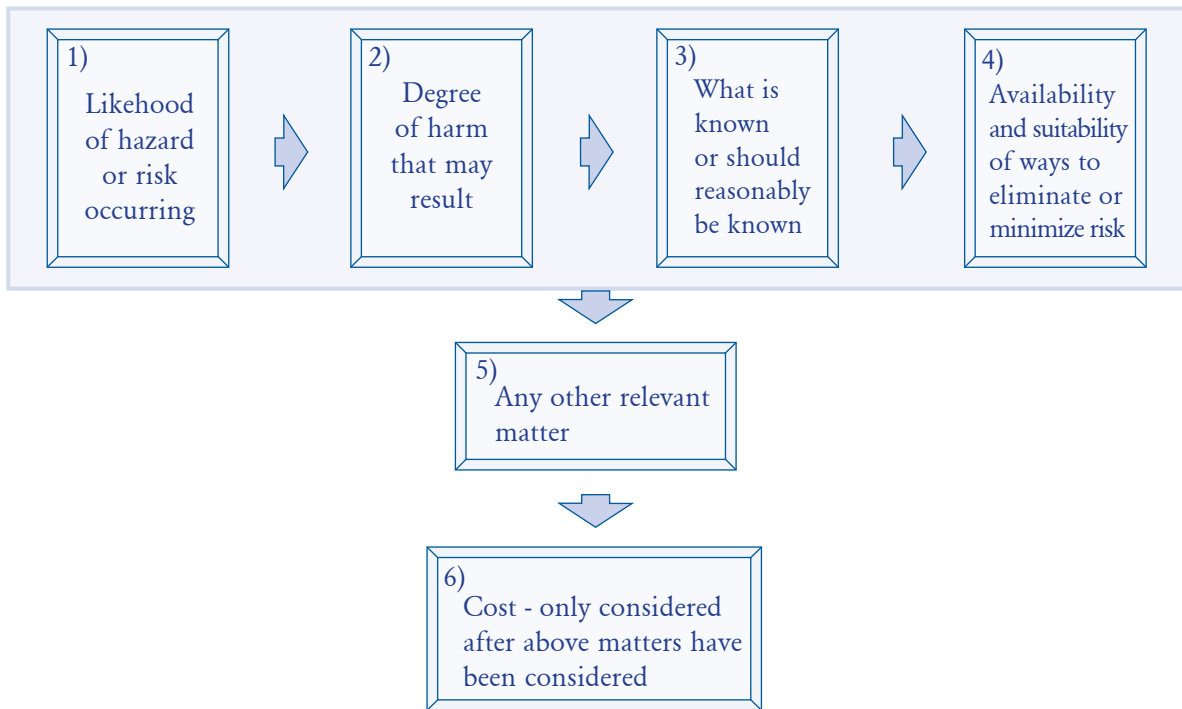 1)
Likehood
of hazard
or risk
occurring
2)
Degree
of harm
that may
result
3)
What is
known
or should
reasonably
be known
4)
Availability
and suitability
of ways to
eliminate or
minimize risk
5)
Any other relevant
matter
6)
Cost - only considered
after above matters have
been considered